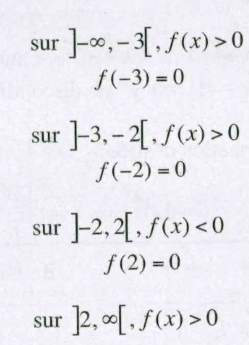 sur ]–∞, – 3[ , f(x) > 0
f(–3) = 0
sur ]–3, – 2[ , f(x) > 0
f(–2) = 0
sur ]–2, 2[ , f(x) < 0
f(2) = 0
sur ]2, ∞[ , f(x) > 0